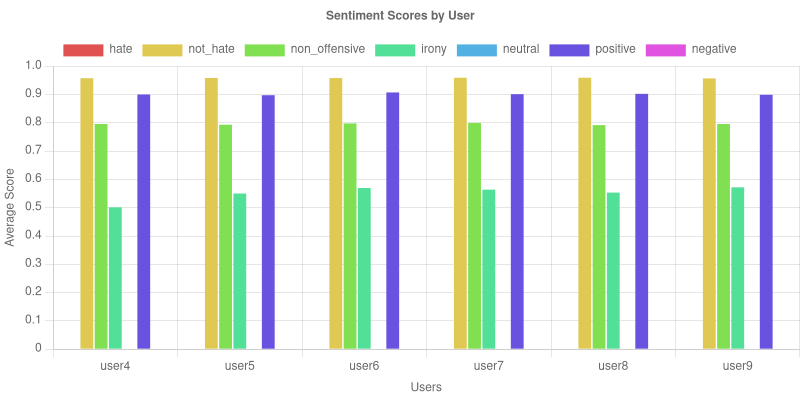 Sentiment Scores by User
hate not_hate non_offensive irony neutral positive negative
1.0
0.9
0.8
0.7
0.6
0.5
0.4
0.3
0.2
0.1
0
Average Score
user4 user5 user6 user7 user8 user9
Users